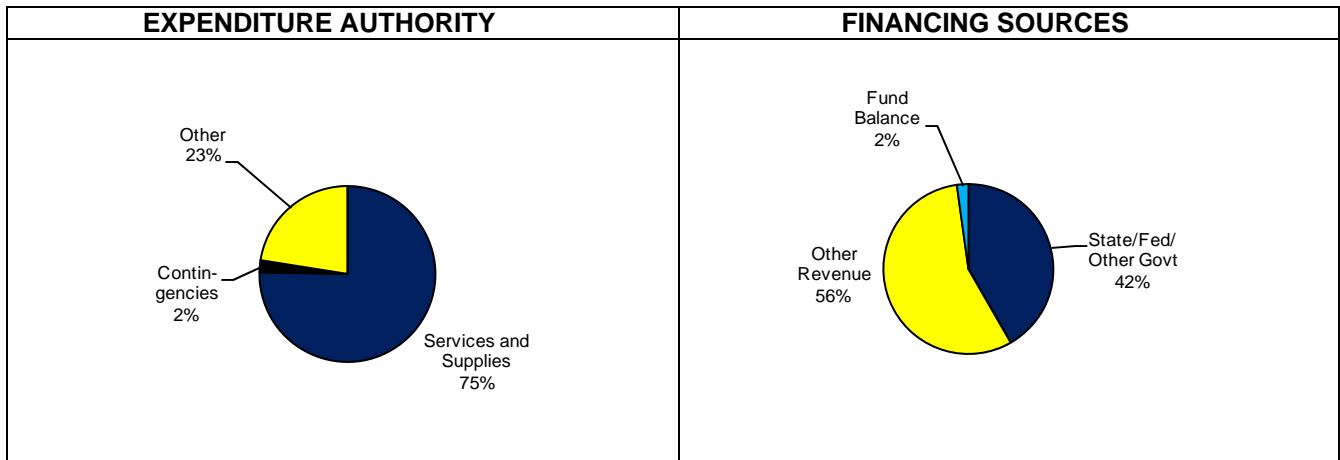 EXPENDITURE AUTHORITY
Other
23%
Contin-
gencies
2%
Services and
Supplies
75%
FINANCING SOURCES
Fund
Balance
2%
Other
Revenue
56%
State/Fed/
Other Govt
42%